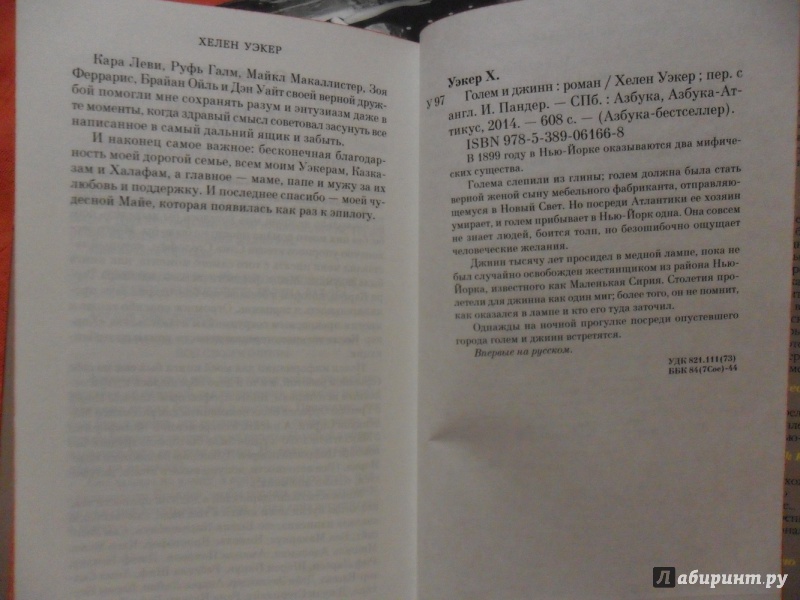 ХЕЛЕН УЭКЕР
Кара Леви, Руфь Галм, Майкл Макаллистер, Зоя
Феррарис, Брайан Ойль и Дэн Уайт своей верной друж-
бой помогли мне сохранять разум и энтузиазм даже в
те моменты, когда здравый смысл советовал засунуть все
написанное в самый дальний ящик и забыть.
И наконец самое важное: бесконечная благодар-
ность моей дорогой семье, всем моим Уэкерам, Казка-
зам и Халафам, а главное — маме, папе и мужу за их
любовь и поддержку. И последнее спасибо — моей чу-
десной Майе, которая появилась как раз к эпилогу.
Уэкер Х.
У 97
Голем и джинн : роман / Хелен Уэкер ; пер. с
англ. И. Пандер. — СПб. : Азбука, Азбука-Ат-
тикус, 2014. — 608 с. — (Азбука-бестселлер).
ISBN 978-5-389-06166-8
В 1899 году в Нью-Йорке оказываются два мифиче-
ских существа.
Голема слепили из глины; голем должна была стать
верной женой сыну мебельного фабриканта, отправляю-
щемуся в Новый Свет. Но посреди Атлантики ее хозяин
умирает, и голем прибывает в Нью-Йорк одна. Она совсем
не знает людей, боится толп, но безошибочно ощущает
человеческие желания.
Джинн тысячу лет просидел в медной лампе, пока не
был случайно освобожден жестянщиком из района Нью-
Йорка, известного как Маленькая Сирия. Столетия про-
летели для джинна как один миг; более того, он не помнит,
как оказался в лампе и кто его туда заточил.
Однажды на ночной прогулке посреди опустевшего
города голем и джинн встретятся.
Впервые на русском.
УДК 821.111(73)
ББК 84(7Сое)-44
Лабиринт.ру